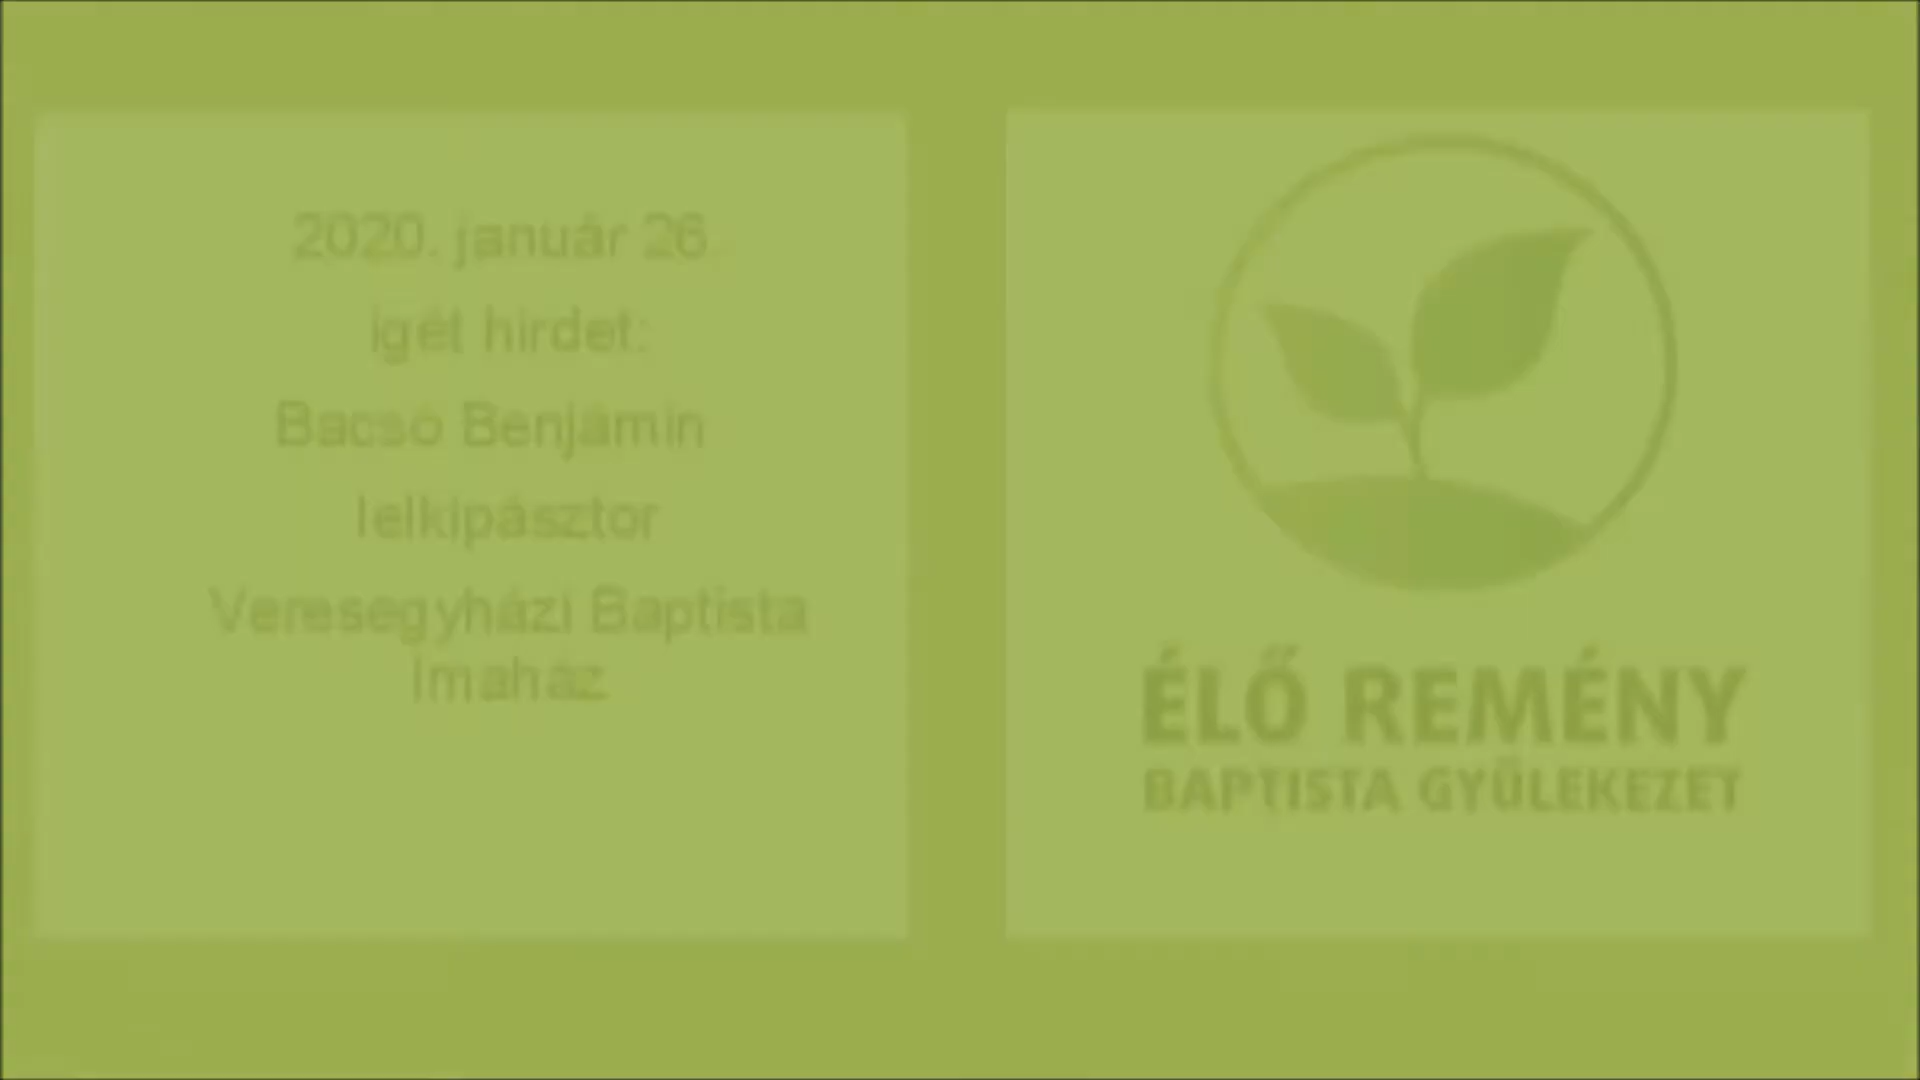 2020. január 26
igét hirdet:
Bacsó Benjámin
lelkipásztor
Veresegyházi Baptista
Imaház
ÉLŐ REMÉNY
BAPTISTA GYÜLEKEZET